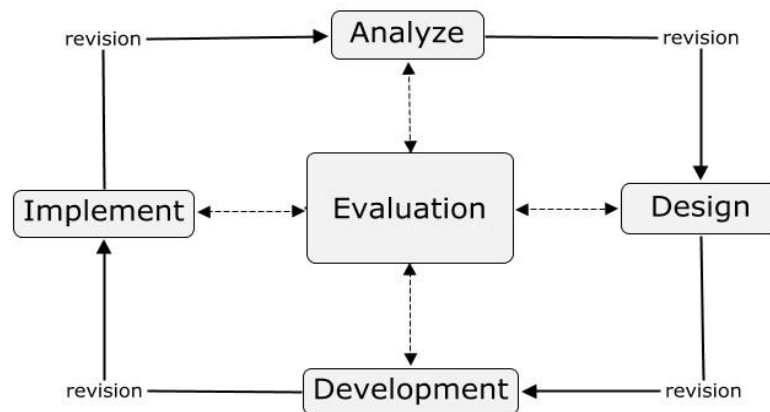 Analyze
revision
revision
Implement
Evaluation
Design
revision
Development
revision